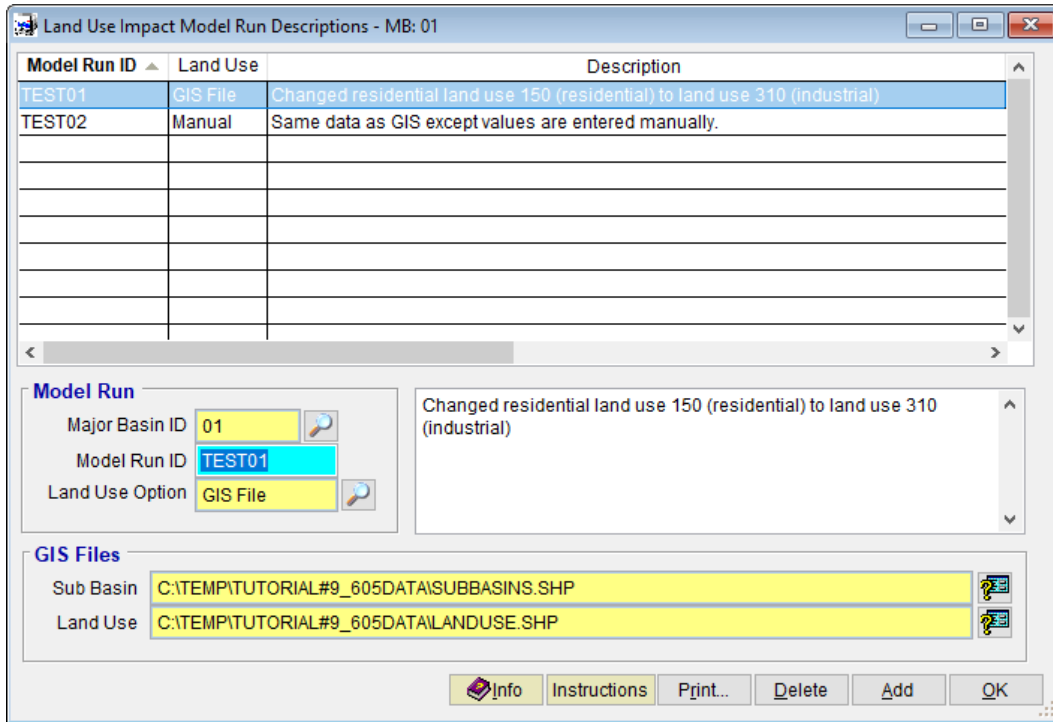 Land Use Impact Model Run Descriptions - MB: 01
Model Run ID Land Use Description
TEST01 GIS File Changed residential land use 150 (residential) to land use 310 (industrial)
TEST02 Manual Same data as GIS except values are entered manually.
Model Run
Major Basin ID 01
Model Run ID TEST01
Land Use Option GIS File
Changed residential land use 150 (residential) to land use 310
(industrial)
GIS Files
Sub Basin C:\TEMP\TUTORIAL#9_605DATA\SUBBASINS.SHP
Land Use C:\TEMP\TUTORIAL#9_605DATA\LANDUSE.SHP
Info Instructions Print... Delete Add OK